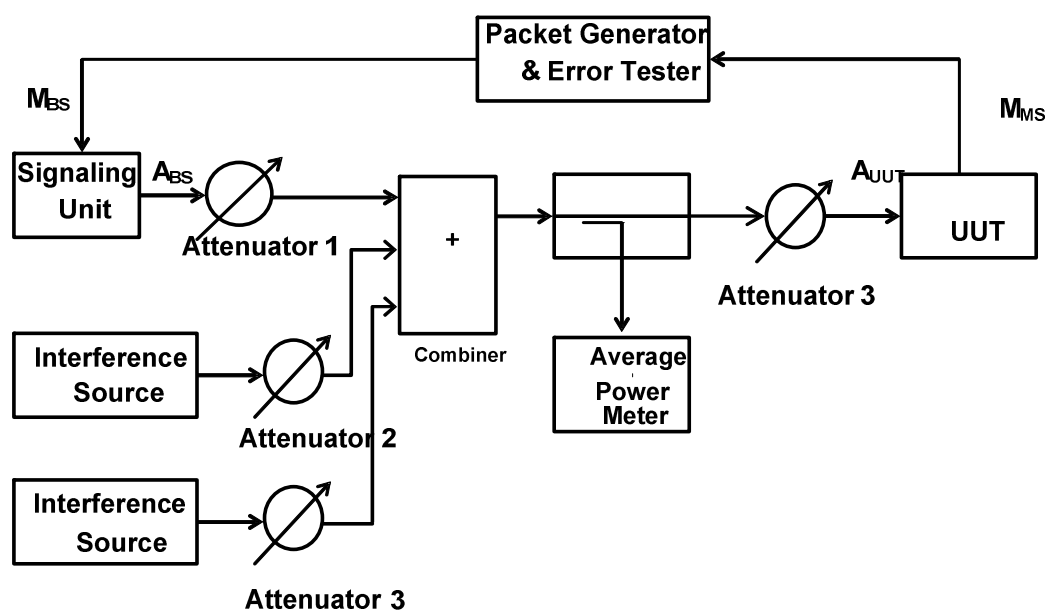 Packet Generator
& Error Tester
MBS
MMS
Signaling
Unit
ABS
AUUT
Attenuator 1
+
UUT
Attenuator 3
Combiner
Interference
Source
Average
Power
Meter
Attenuator 2
Interference
Source
Attenuator 3